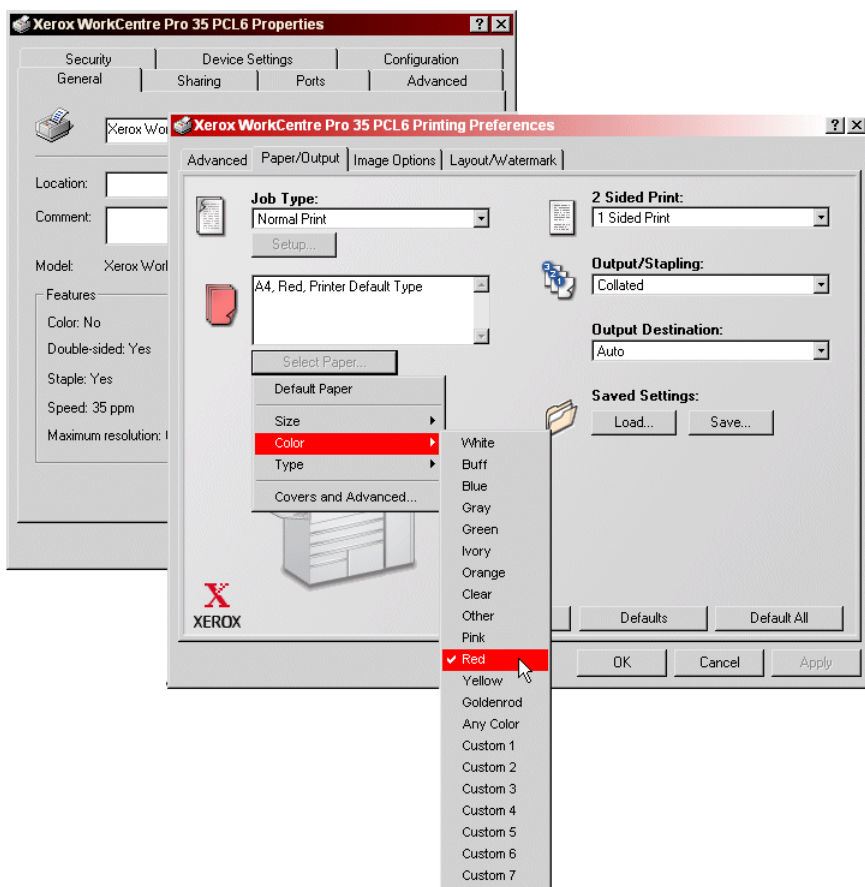 Xerox WorkCentre Pro 35 PCL6 Properties
Security Device Settings Configuration
General Sharing Ports Advanced
Xerox Wor
Location:
Comment:
Model: Xerox Worl
Features
Color: No
Double-sided: Yes
Staple: Yes
Speed: 35 ppm
Maximum resolution:
Xerox WorkCentre Pro 35 PCL6 Printing Preferences
Advanced Paper/Output Image Options Layout/Watermark
Job Type:
Normal Print
Setup...
A4, Red, Printer Default Type
Select Paper...
Default Paper
Size
Color
Type
Covers and Advanced...
White
Buff
Blue
Gray
Green
Ivory
Orange
Clear
Other
Pink
Red
Yellow
Goldenrod
Any Color
Custom 1
Custom 2
Custom 3
Custom 4
Custom 5
Custom 6
Custom 7
2 Sided Print:
1 Sided Print
Output/Stapling:
Collated
Output Destination:
Auto
Saved Settings:
Load... Save...
X
XEROX
Defaults Default All
OK Cancel Apply